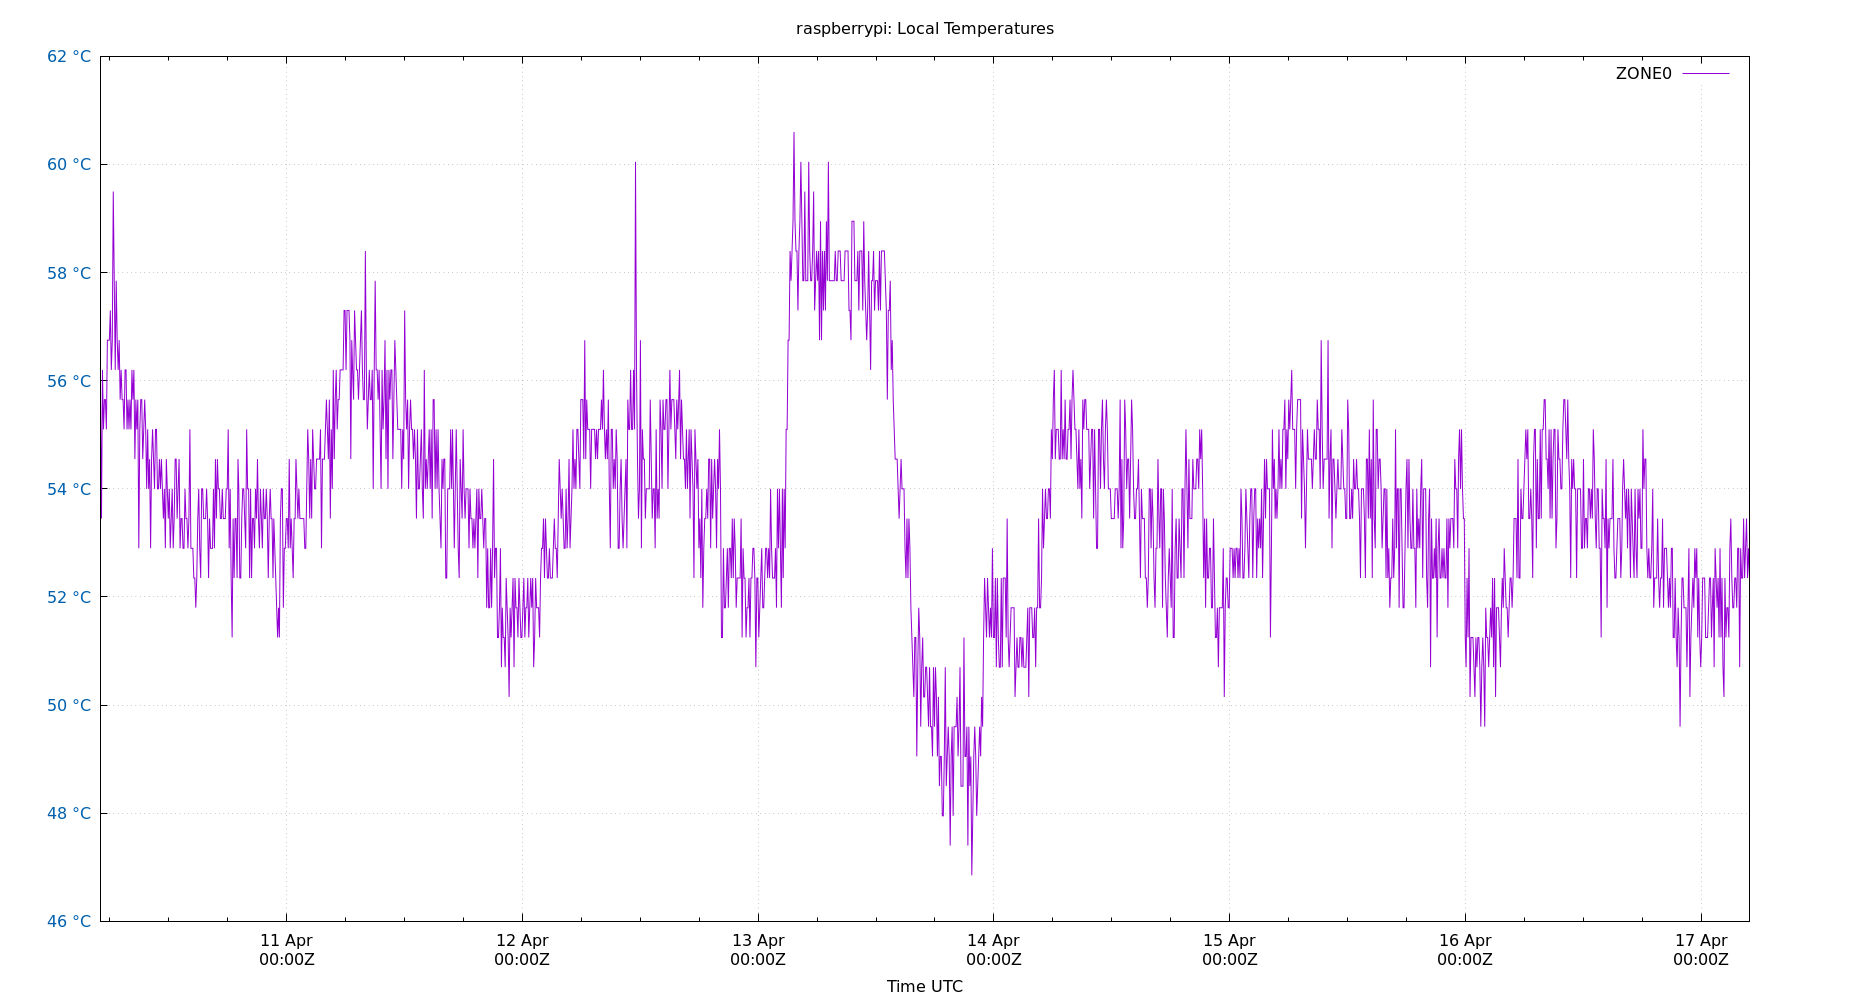 raspberrypi: Local Temperatures
ZONE0
62 °C
60 °C
58 °C
56 °C
54 °C
52 °C
50 °C
48 °C
46 °C
11 Apr 12 Apr 13 Apr 14 Apr 15 Apr 16 Apr 17 Apr
00:00Z 00:00Z 00:00Z 00:00Z 00:00Z 00:00Z 00:00Z
Time UTC